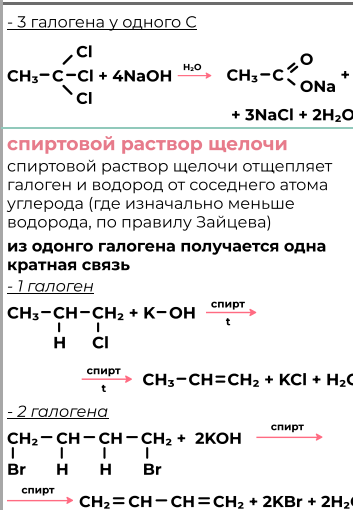 - 3 галогена у одного С
Cl
CH₃−C−Cl + 4NaOH H₂O CH₃−C O +
Cl ONa
+ 3NaCl + 2H₂O
спиртовой раствор щелочи
спиртовой раствор щелочи отщепляет
галоген и водород от соседнего атома
углерода (где изначально меньше
водорода, по правилу Зайцева)
из одонго галогена получается одна
кратная связь
- 1 галоген
CH₃−CH−CH₂ + K−OH спирт t
H Cl
спирт t CH₃−CH=CH₂ + KCl + H₂O
- 2 галогена
CH₂−CH−CH−CH₂ + 2KOH спирт
Br H H Br
спирт CH₂=CH−CH=CH₂ + 2KBr + 2H₂O